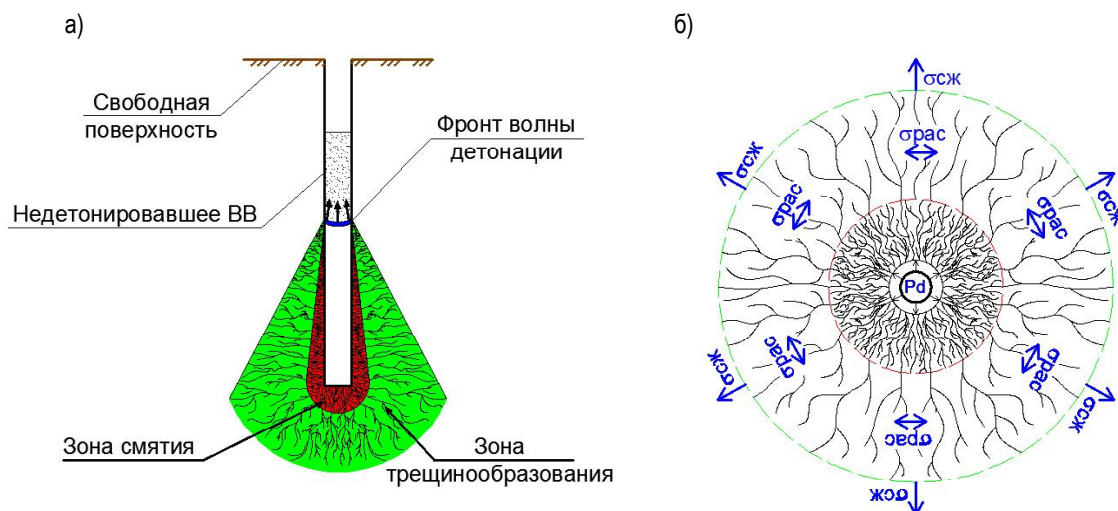 а)
б)
Свободная
поверхность
Фронт волны
детонации
Недетонировавшее ВВ
Зона смятия
Зона
трещинообразования
σсж
σрас
σсж
σсж
σрас
σрас
Pd
σрас
σрас
σсж
σсж
σрас
σсж